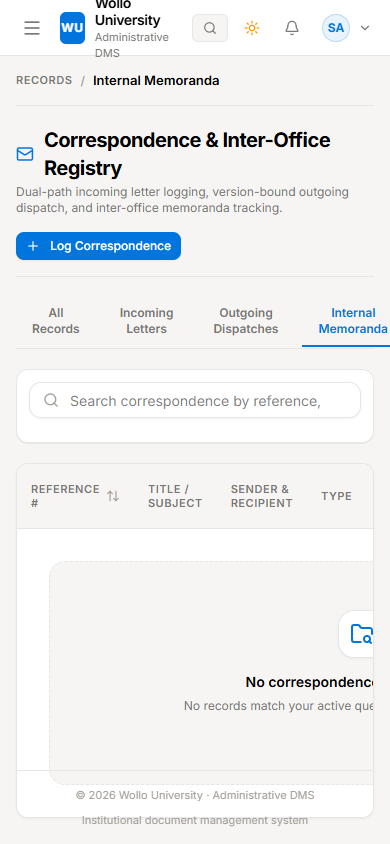 Wollo
University
WU
Administrative
DMS
SA
RECORDS / Internal Memoranda
Correspondence & Inter-Office
Registry
Dual-path incoming letter logging, version-bound outgoing
dispatch, and inter-office memoranda tracking.
+ Log Correspondence
All
Records
Incoming
Letters
Outgoing
Dispatches
Internal
Memoranda
Search correspondence by reference,
REFERENCE
#
TITLE /
SUBJECT
SENDER &
RECIPIENT
TYPE
No correspondence
No records match your active que
© 2026 Wollo University · Administrative DMS
Institutional document management system